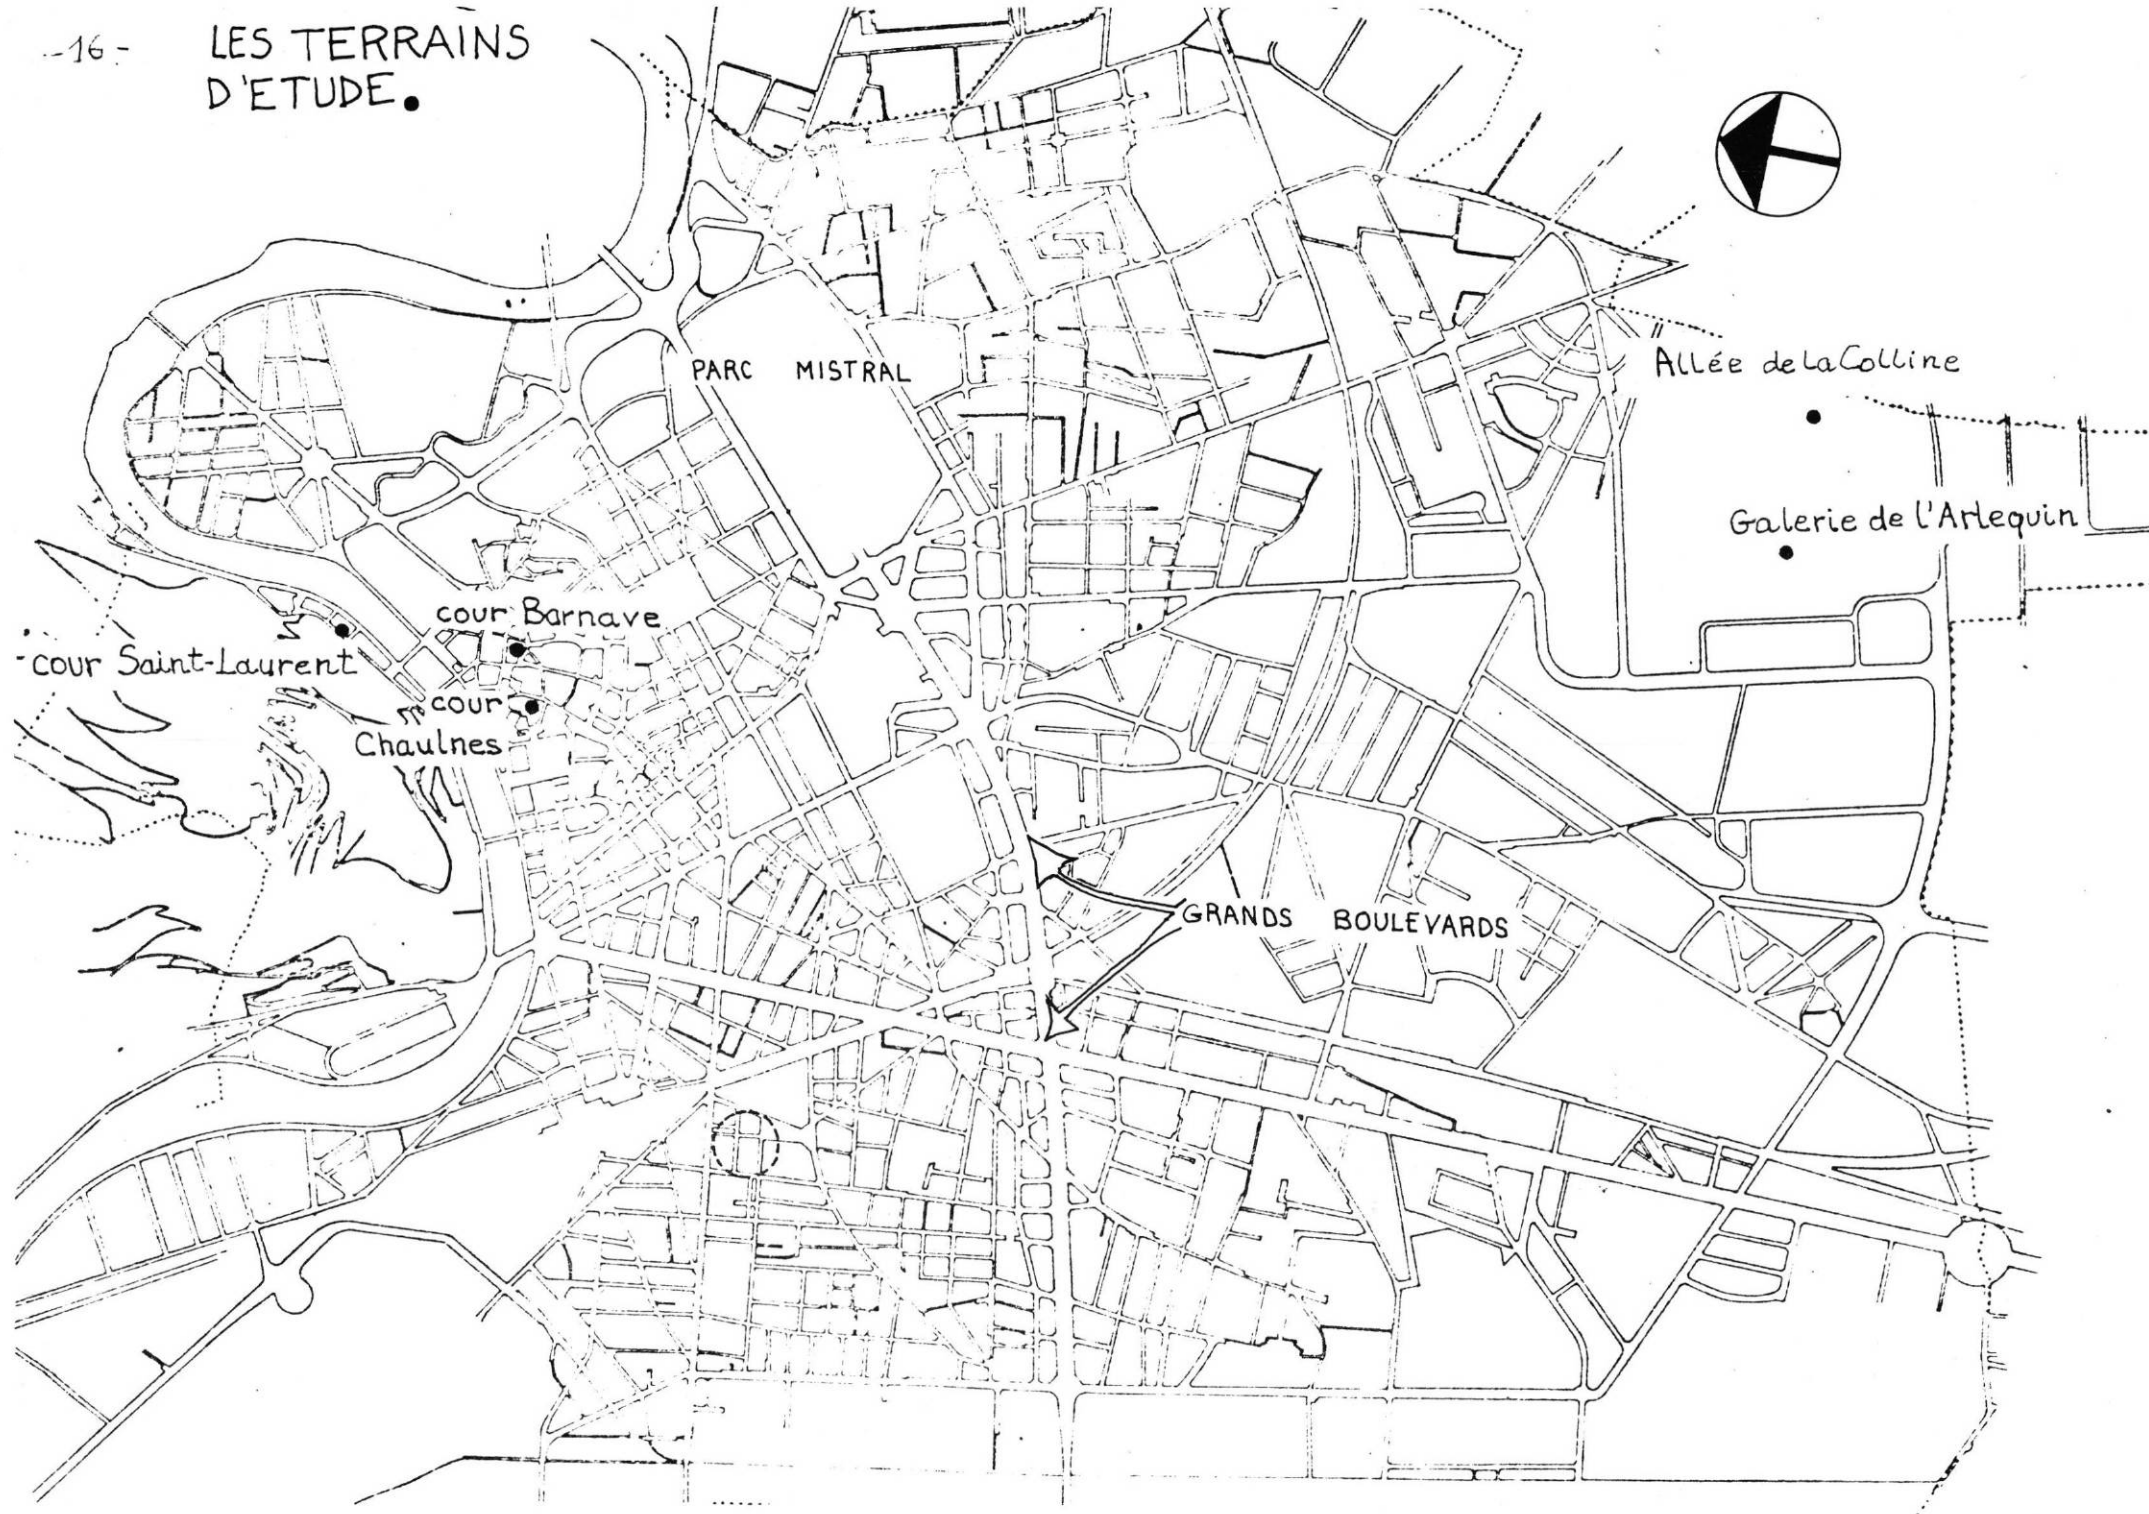 -16-
LES TERRAINS
D'ETUDE.
PARC MISTRAL
Allée de La Colline
Galerie de l'Arlequin
cour Barnave
cour Saint-Laurent
cour
Chaulnes
GRANDS BOULEVARDS